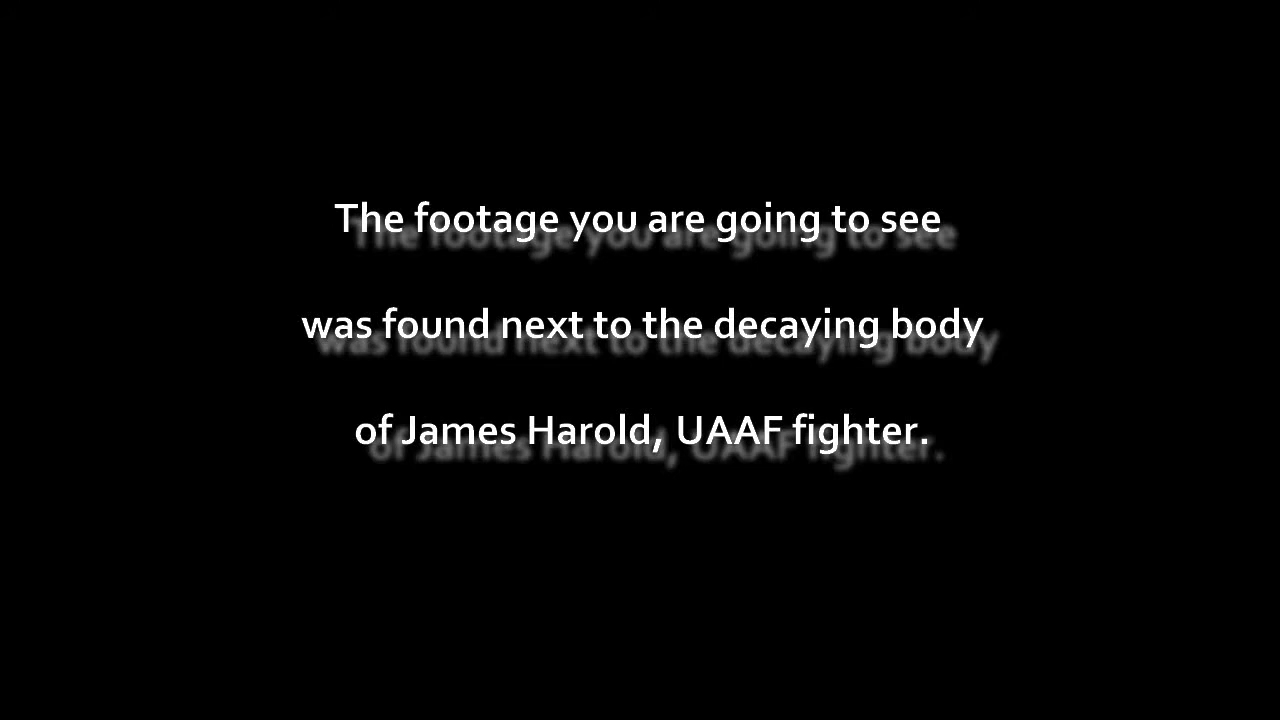 The footage you are going to see
was found next to the decaying body
of James Harold, UAAF fighter.